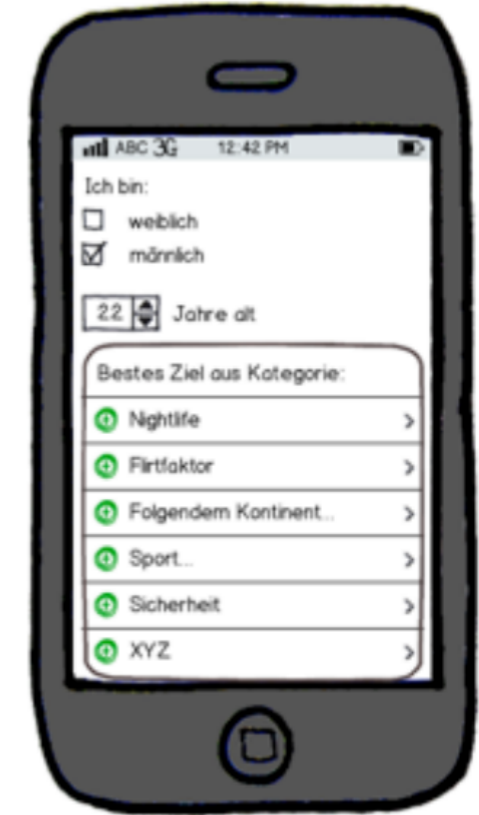 ABC 3G 12:42 PM
Ich bin:
weiblich
männlich
22 Jahre alt
Bestes Ziel aus Kategorie:
Nightlife
Flirtfaktor
Folgendem Kontinent...
Sport...
Sicherheit
XYZ